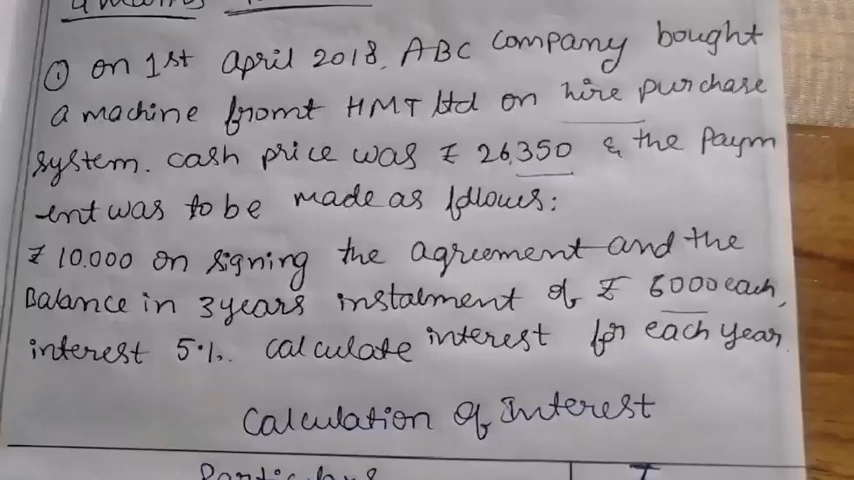 ① on 1st april 2018, ABC company bought
a machine fromt HMT ltd on hire purchase
system. cash price was ₹ 26,350 & the Paym
ent was to be made as follows:
₹ 10,000 on signing the agreement and the
Balance in 3 years instalment of ₹ 6000 each,
interest 5%. calculate interest for each year.
Calculation of Interest
Particulars ₹